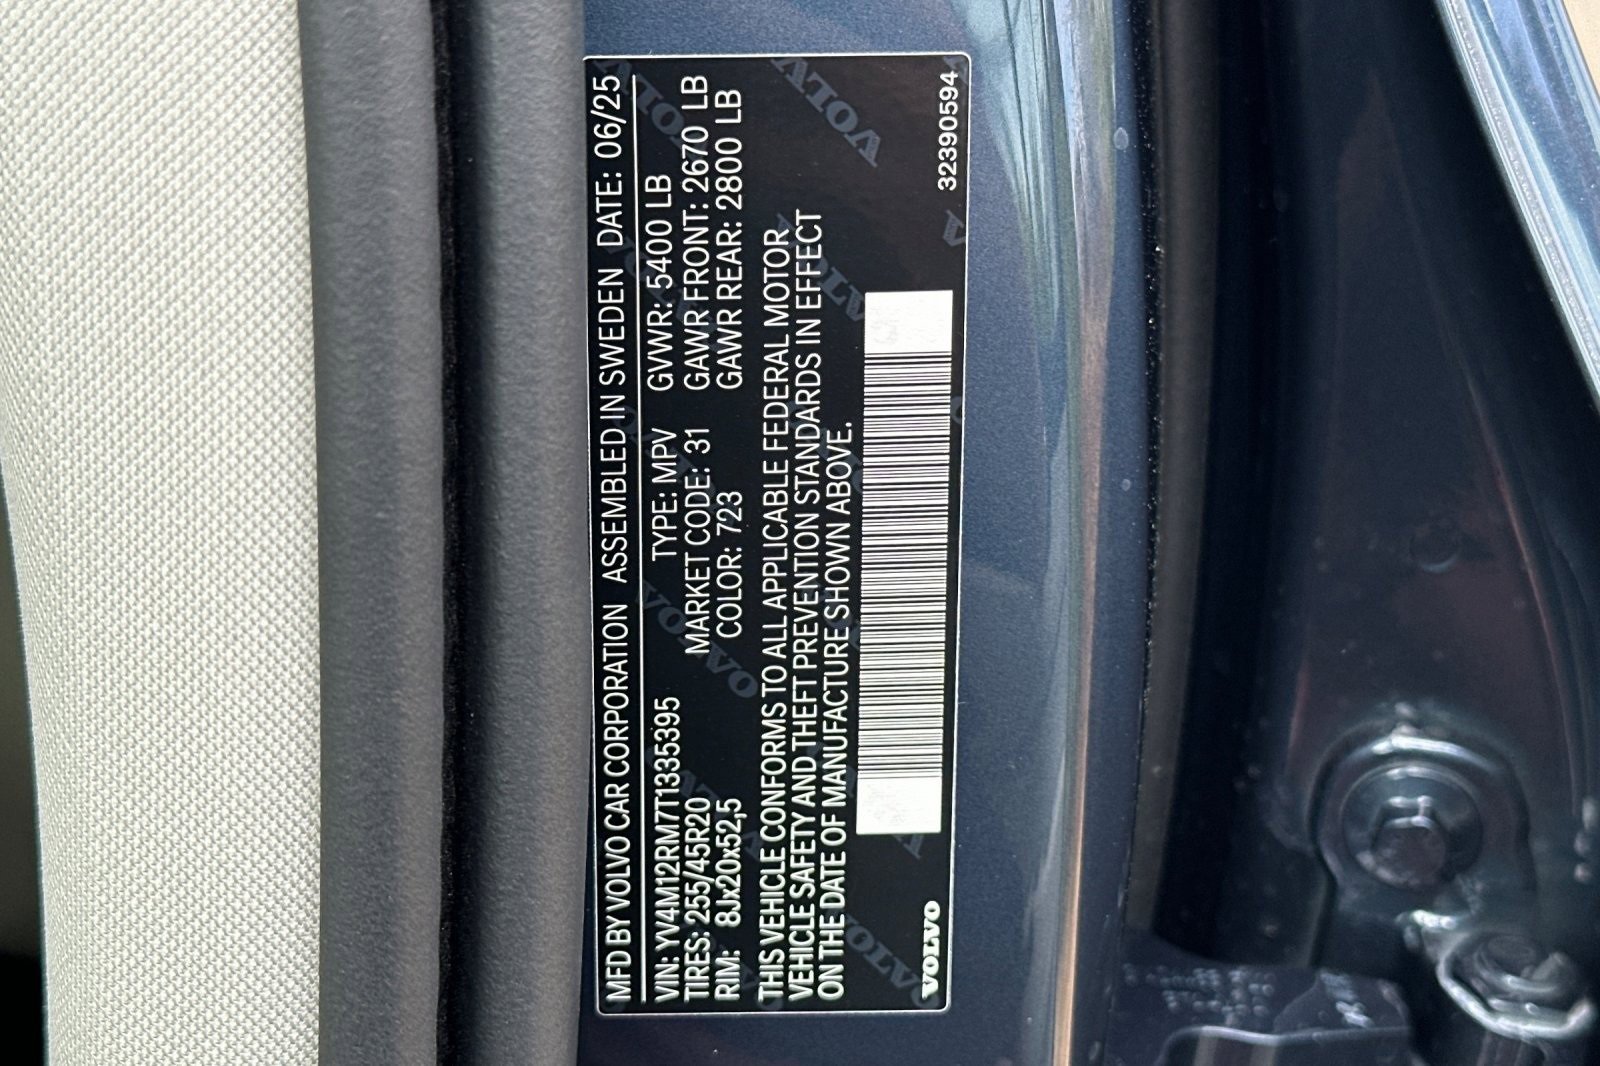 MFD BY VOLVO CAR CORPORATION ASSEMBLED IN SWEDEN DATE: 06/25
VIN: YV4M12RM7T1335395 TYPE: MPV GVWR: 5400 LB
TIRES: 255/45R20 MARKET CODE: 31 GAWR FRONT: 2670 LB
RIM: 8Jx20x52,5 COLOR: 723 GAWR REAR: 2800 LB
THIS VEHICLE CONFORMS TO ALL APPLICABLE FEDERAL MOTOR
VEHICLE SAFETY AND THEFT PREVENTION STANDARDS IN EFFECT
ON THE DATE OF MANUFACTURE SHOWN ABOVE.
VOLVO 32390594